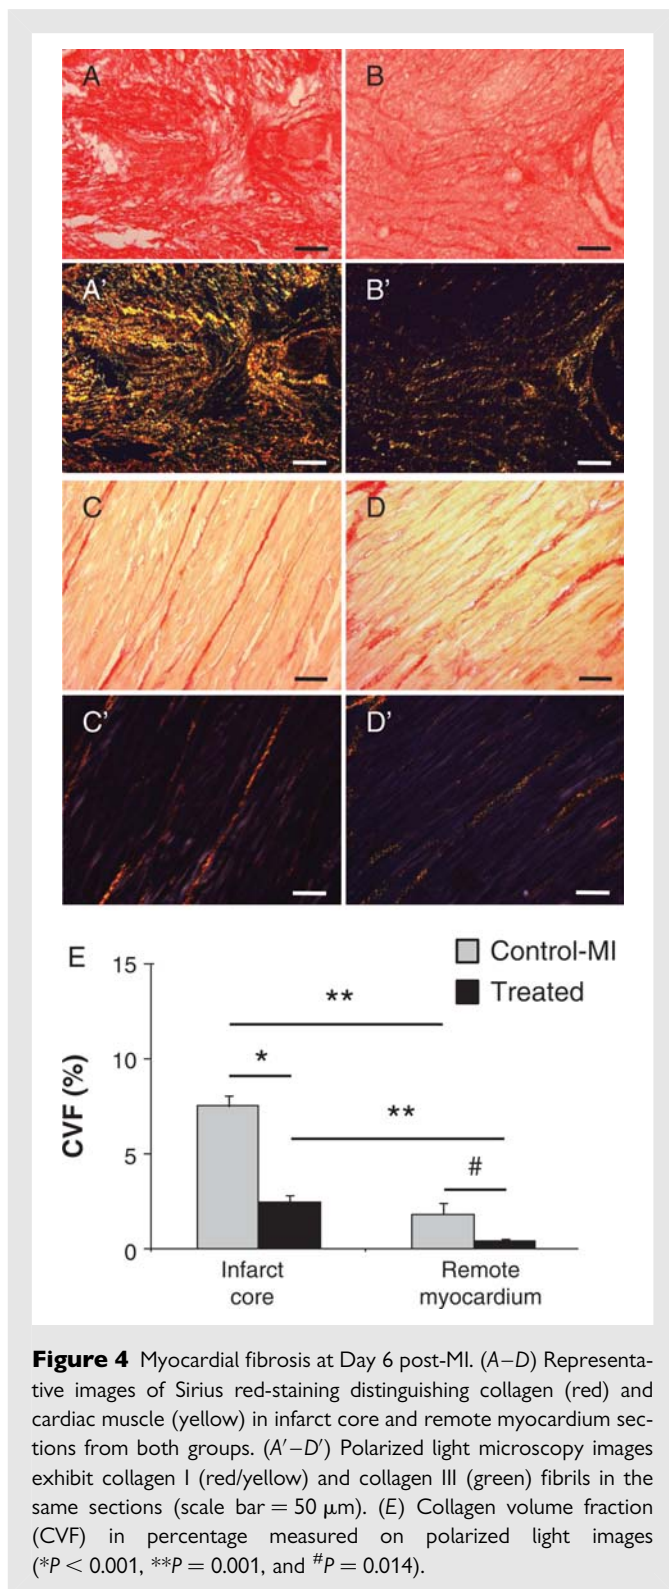 A
B
A'
B'
C
D
C'
D'
E
Control-MI
Treated
15
10
5
0
CVF (%)
**
*
**
#
Infarct
core
Remote
myocardium
Figure 4 Myocardial fibrosis at Day 6 post-MI. (A–D) Representa-
tive images of Sirius red-staining distinguishing collagen (red) and
cardiac muscle (yellow) in infarct core and remote myocardium sec-
tions from both groups. (A′–D′) Polarized light microscopy images
exhibit collagen I (red/yellow) and collagen III (green) fibrils in the
same sections (scale bar = 50 μm). (E) Collagen volume fraction
(CVF) in percentage measured on polarized light images
(*P < 0.001, **P = 0.001, and #P = 0.014).